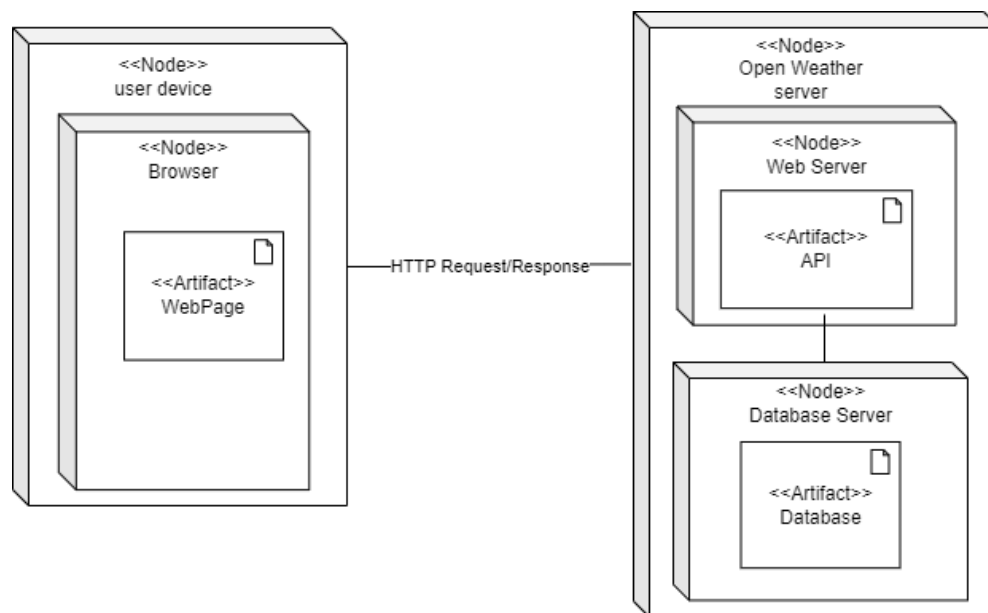 <<Node>>
user device
<<Node>>
Browser
<<Artifact>>
WebPage
HTTP Request/Response
<<Node>>
Open Weather
server
<<Node>>
Web Server
<<Artifact>>
API
<<Node>>
Database Server
<<Artifact>>
Database